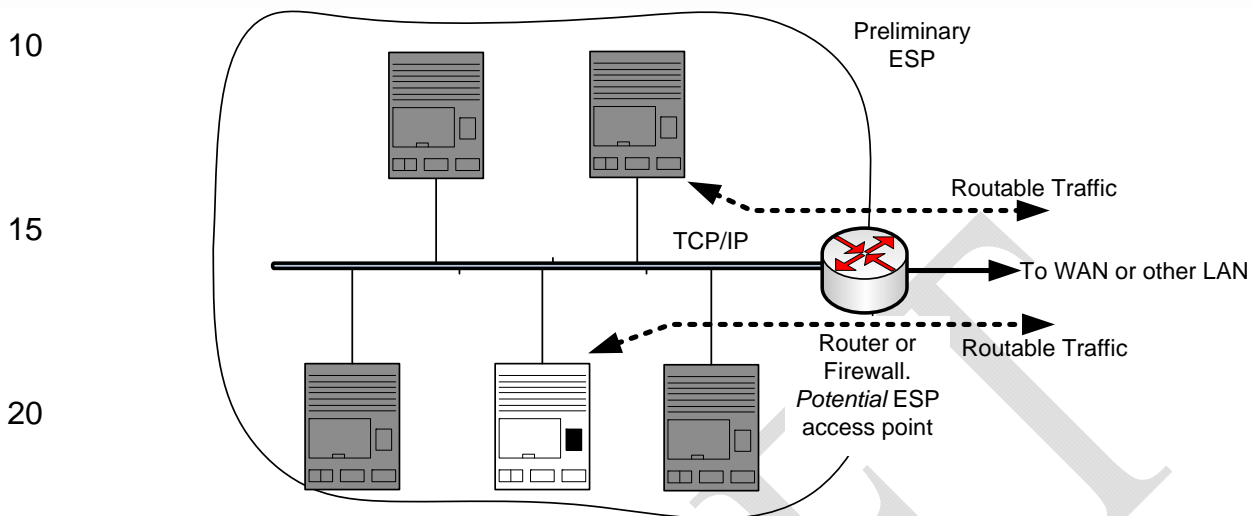 10
Preliminary
ESP
Routable Traffic
15
TCP/IP
To WAN or other LAN
Router or
Firewall.
Potential ESP
access point
Routable Traffic
20